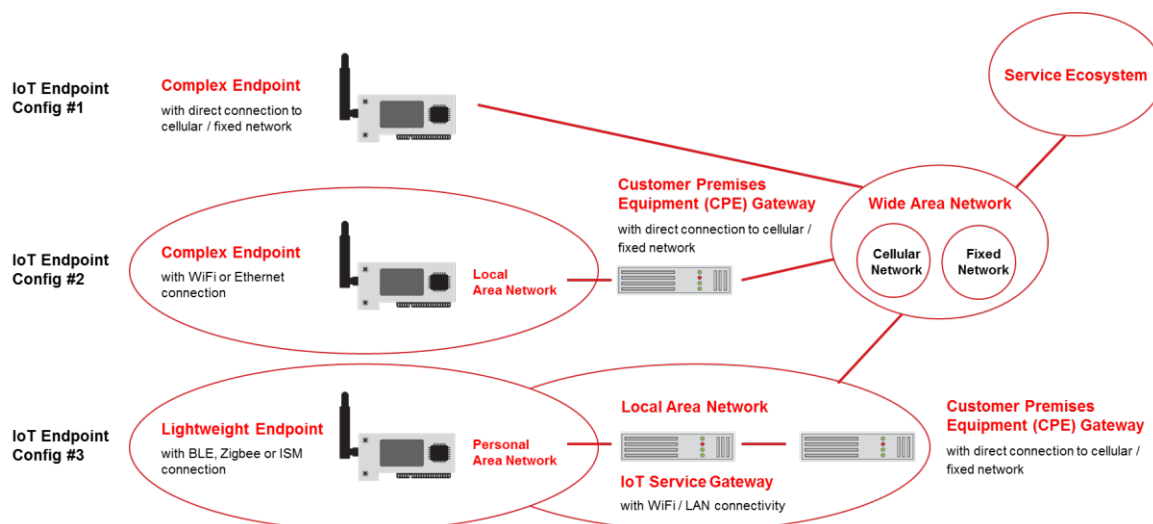 Service Ecosystem
IoT Endpoint
Config #1
Complex Endpoint
with direct connection to
cellular / fixed network
Customer Premises
Equipment (CPE) Gateway
with direct connection to cellular /
fixed network
Wide Area Network
Cellular
Network
Fixed
Network
IoT Endpoint
Config #2
Complex Endpoint
with WiFi or Ethernet
connection
Local
Area Network
IoT Endpoint
Config #3
Lightweight Endpoint
with BLE, Zigbee or ISM
connection
Personal
Area Network
Local Area Network
IoT Service Gateway
with WiFi / LAN connectivity
Customer Premises
Equipment (CPE) Gateway
with direct connection to cellular /
fixed network